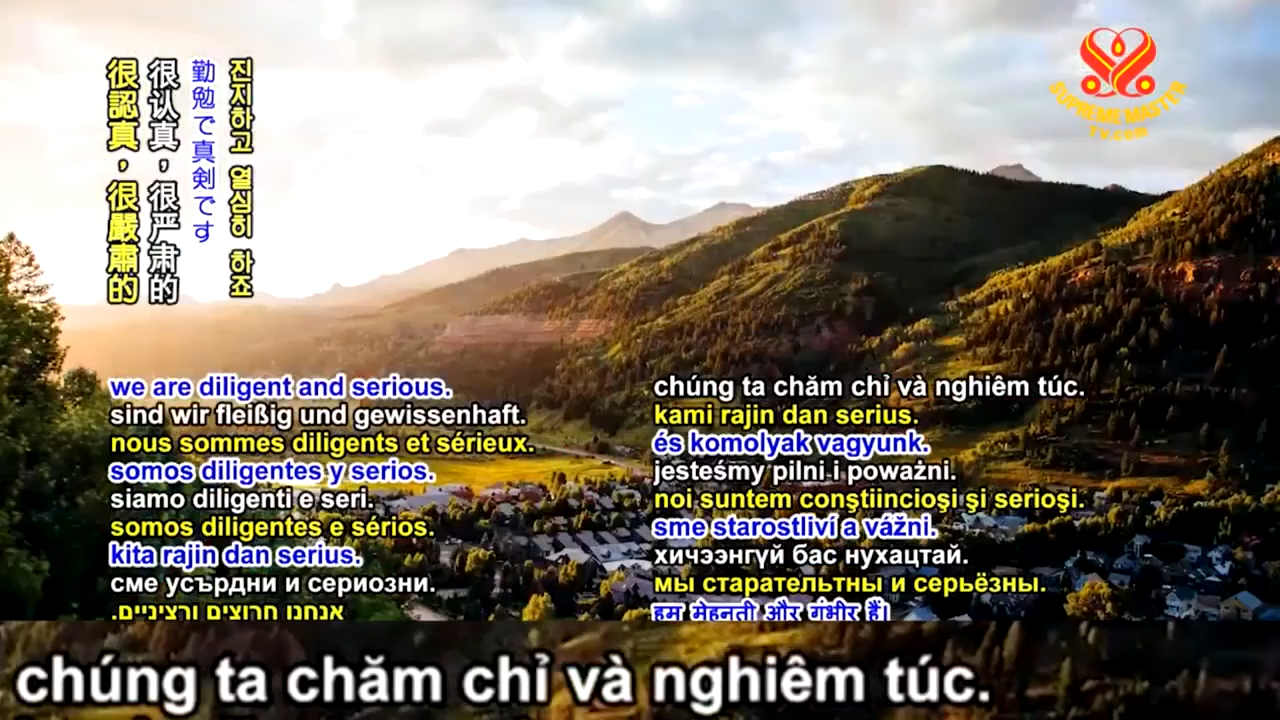 很認真，很嚴肅的
很认真，很严肃的
勤勉で真剣です
진지하고 열심히 하죠
SUPREME MASTER
TV.COM
we are diligent and serious.
sind wir fleißig und gewissenhaft.
nous sommes diligents et sérieux.
somos diligentes y serios.
siamo diligenti e seri.
somos diligentes e sérios.
kita rajin dan serius.
сме усърдни и сериозни.
אנחנו חרוצים ורציניים.
chúng ta chăm chỉ và nghiêm túc.
kami rajin dan serius.
és komolyak vagyunk.
jesteśmy pilni i poważni.
noi suntem conştiincioşi şi serioşi.
sme starostliví a vážni.
хичээнгүй бас нухацтай.
мы старательтны и серьёзны.
हम मेहनती और गंभीर हैं।
chúng ta chăm chỉ và nghiêm túc.